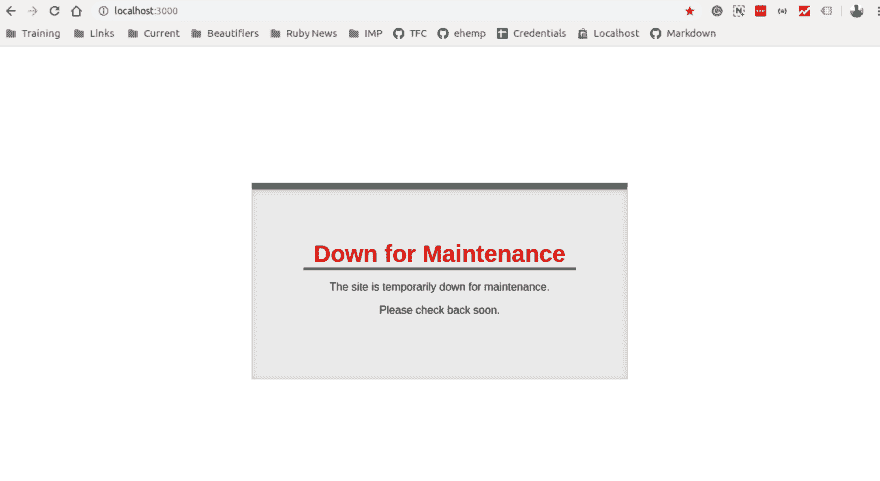 localhost:3000
Training Links Current Beautifiers Ruby News IMP TFC ehemp Credentials Localhost Markdown
Down for Maintenance
The site is temporarily down for maintenance.
Please check back soon.